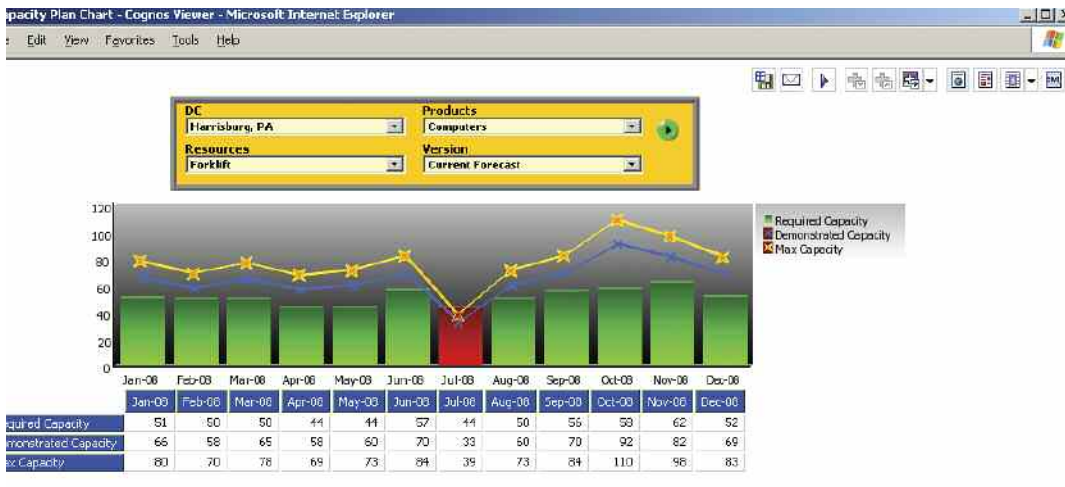 apacity Plan Chart - Cognos Viewer - Microsoft Internet Explorer
e Edit View Favorites Tools Help
DC Products
Harrisburg, PA Computers
Resources Version
Forklift Current Forecast
120
100
80
60
40
20
0
Required Capacity
Demonstrated Capacity
Max Capacity
Jan-08 Feb-08 Mar-08 Apr-08 May-08 Jun-08 Jul-08 Aug-08 Sep-08 Oct-08 Nov-08 Dec-08
Jan-08 Feb-08 Mar-08 Apr-08 May-08 Jun-08 Jul-08 Aug-08 Sep-08 Oct-08 Nov-08 Dec-08
equired Capacity 51 50 50 44 44 57 44 50 56 58 62 52
emonstrated Capacity 66 58 65 58 60 70 33 60 70 92 82 69
ax Capacity 80 70 78 69 73 84 39 73 84 110 98 83